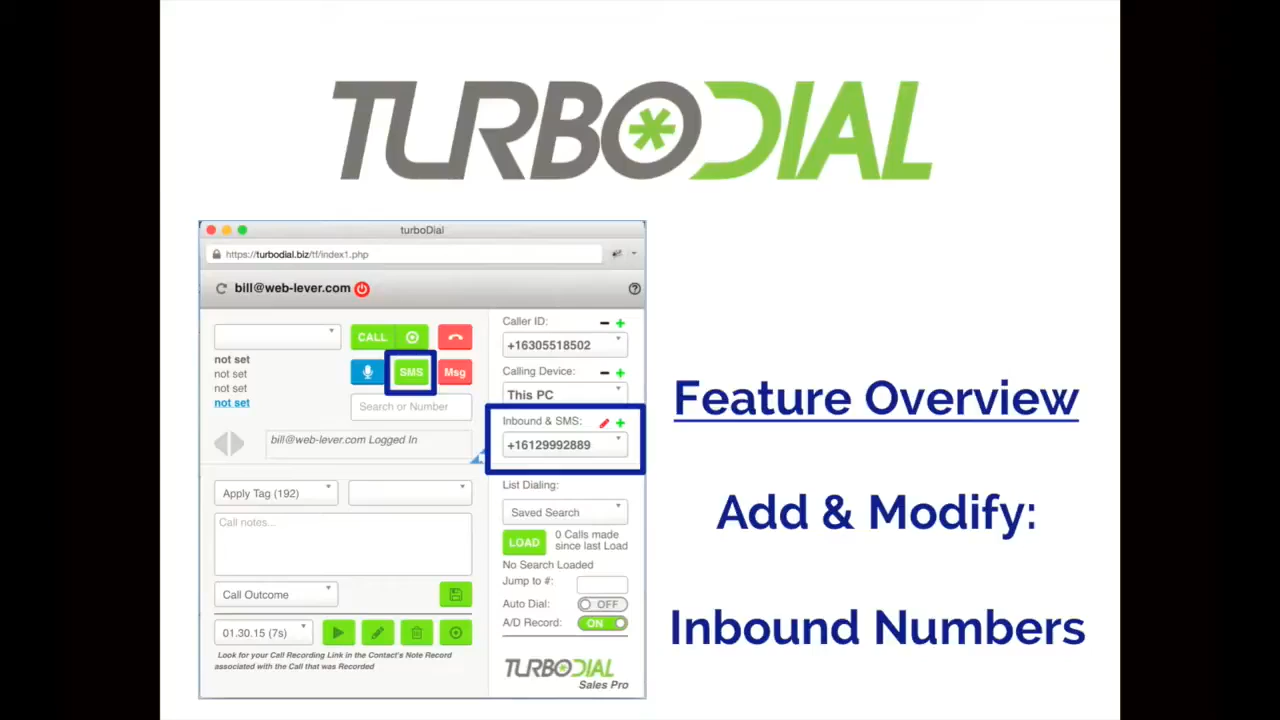 TURBODIAL
turboDial
https://turbodial.biz/tf/index1.php
bill@web-lever.com
CALL
not set
not set
not set
not set
SMS
Msg
Search or Number
bill@web-lever.com Logged In
Apply Tag (192)
Call notes...
Call Outcome
01.30.15 (7s)
Look for your Call Recording Link in the Contact's Note Record
associated with the Call that was Recorded
Caller ID:
+16305518502
Calling Device:
This PC
Inbound & SMS:
+16129992889
List Dialing:
Saved Search
LOAD
0 Calls made
since last Load
No Search Loaded
Jump to #:
Auto Dial:
OFF
A/D Record:
ON
TURBODIAL
Sales Pro
Feature Overview
Add & Modify:
Inbound Numbers